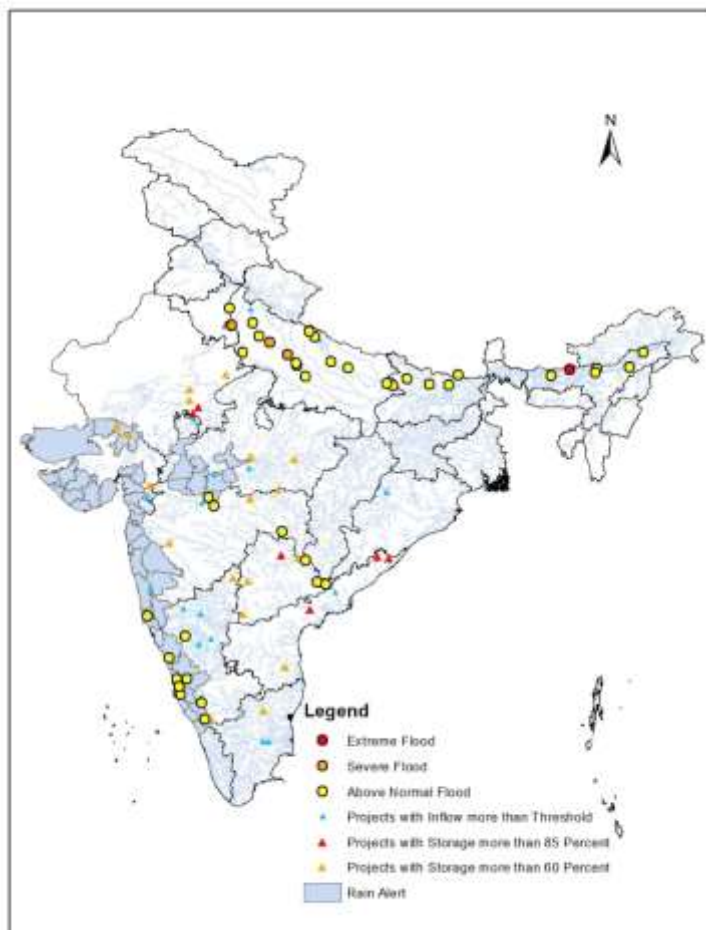 N
Legend
Extreme Flood
Severe Flood
Above Normal Flood
Projects with Inflow more than Threshold
Projects with Storage more than 85 Percent
Projects with Storage more than 60 Percent
Rain Alert